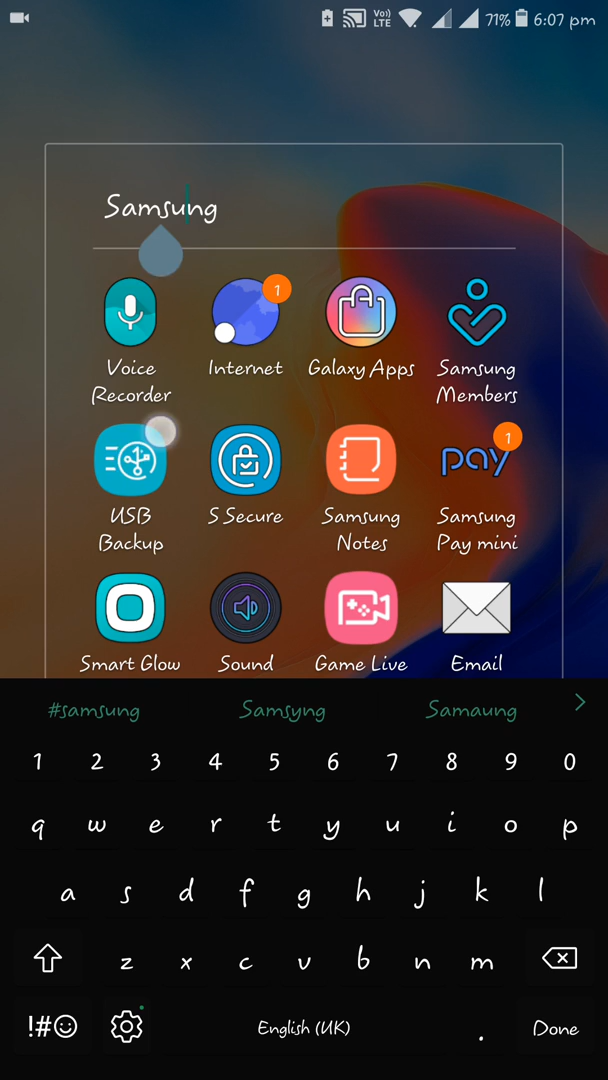 Vo)) LTE 71% 6:07 pm
Samsung
1
Voice Recorder
Internet
Galaxy Apps
Samsung Members
1
pay
USB Backup
S Secure
Samsung Notes
Samsung Pay mini
Smart Glow
Sound
Game Live
Email
#samsung Samsyng Samaung
1 2 3 4 5 6 7 8 9 0
q w e r t y u i o p
a s d f g h j k l
z x c v b n m
!#☺ English (UK) . Done